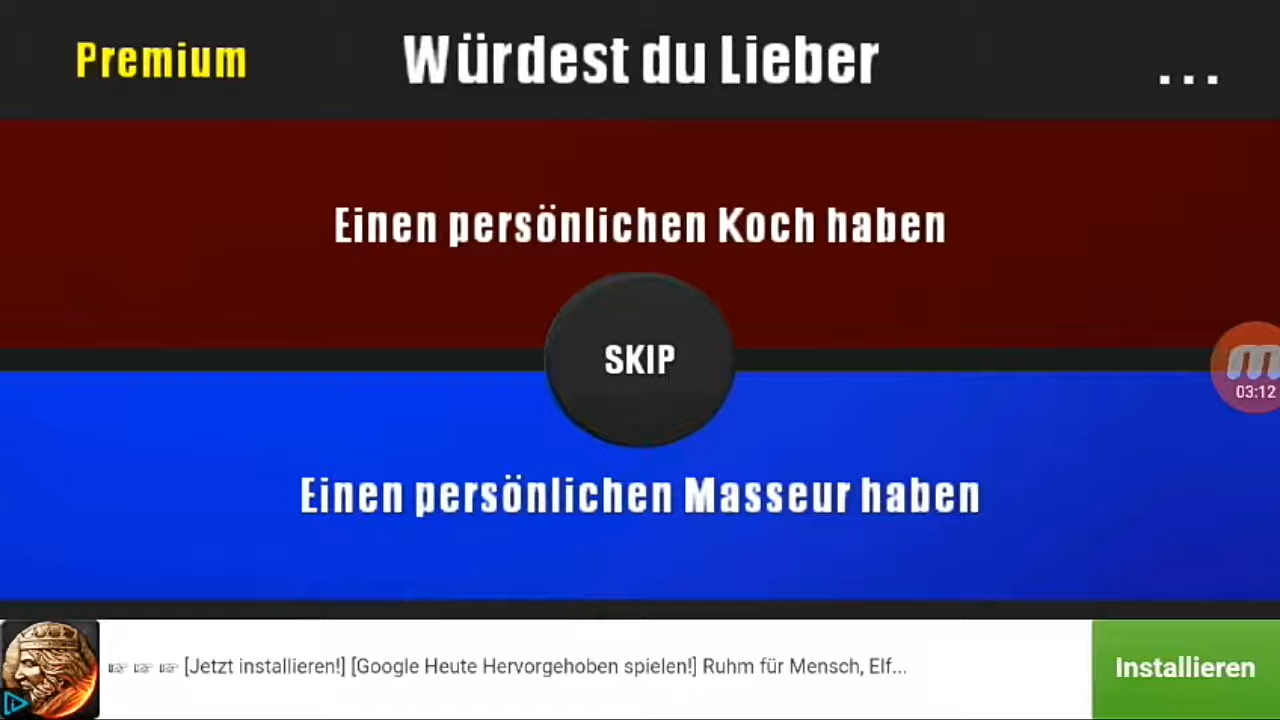 Premium
Würdest du Lieber
...
Einen persönlichen Koch haben
SKIP
03:12
Einen persönlichen Masseur haben
☞ ☞ ☞ [Jetzt installieren!] [Google Heute Hervorgehoben spielen!] Ruhm für Mensch, Elf...
Installieren